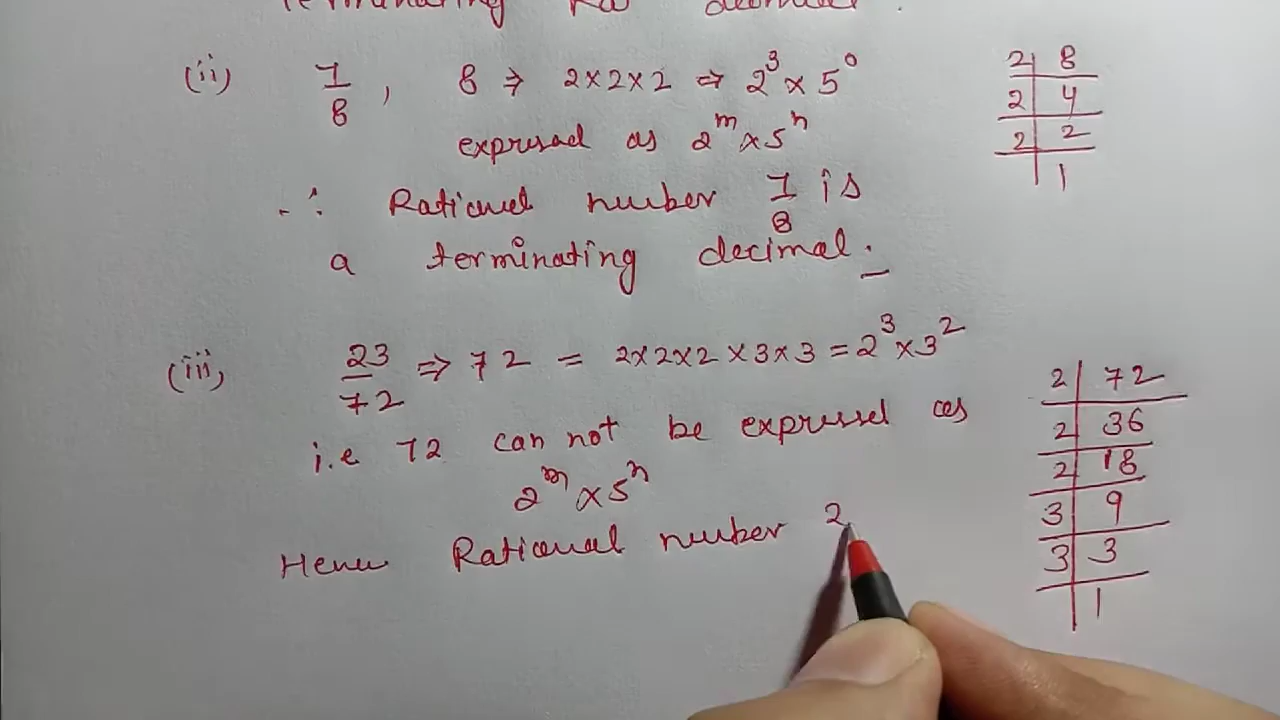 Terminating decimal.
(ii) 7/8, 8 ⇒ 2×2×2 ⇒ 2³×5⁰
expressed as 2ᵐ×5ⁿ
∴ Rational number 7/8 is
a terminating decimal.
2 | 8
2 | 4
2 | 2
| 1
(iii) 23/72 ⇒ 72 = 2×2×2×3×3 = 2³×3²
i.e 72 can not be expressed as
2ᵐ×5ⁿ
Hence Rational number 2
2 | 72
2 | 36
2 | 18
3 | 9
3 | 3
| 1